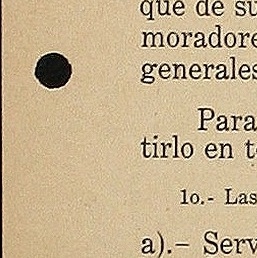 que de su
moradore
generales
Para
tirlo en t
1o.- Las
a).- Serv